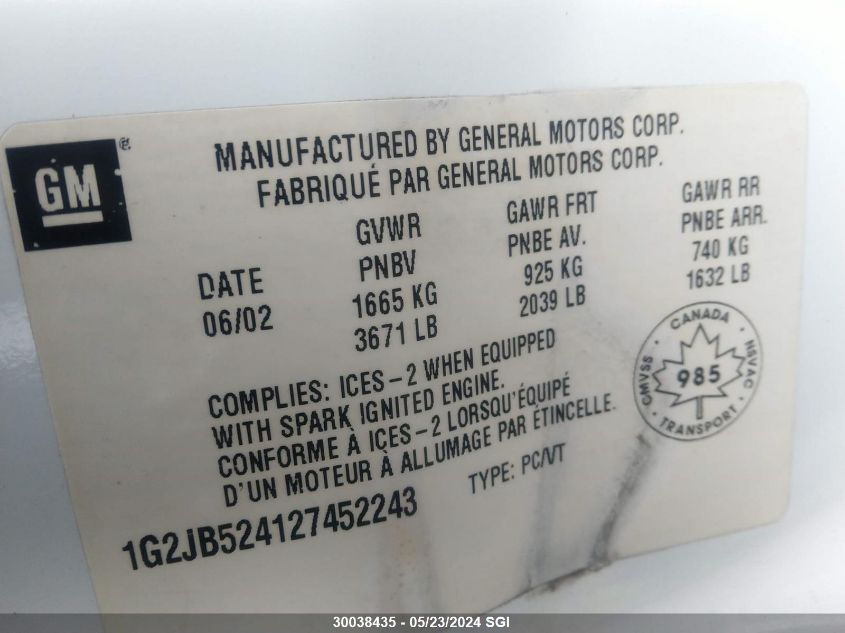 GM
®
MANUFACTURED BY GENERAL MOTORS CORP.
FABRIQUÉ PAR GENERAL MOTORS CORP.
DATE
06/02
GVWR
PNBV
1665 KG
3671 LB
GAWR FRT
PNBE AV.
925 KG
2039 LB
GAWR RR
PNBE ARR.
740 KG
1632 LB
COMPLIES: ICES-2 WHEN EQUIPPED
WITH SPARK IGNITED ENGINE.
CONFORME À ICES-2 LORSQU'ÉQUIPÉ
D'UN MOTEUR À ALLUMAGE PAR ÉTINCELLE.
CANADA
CMVSS
985
NSVAC
TRANSPORT
TYPE: PC/VT
1G2JB524127452243
30038435 - 05/23/2024 SGI